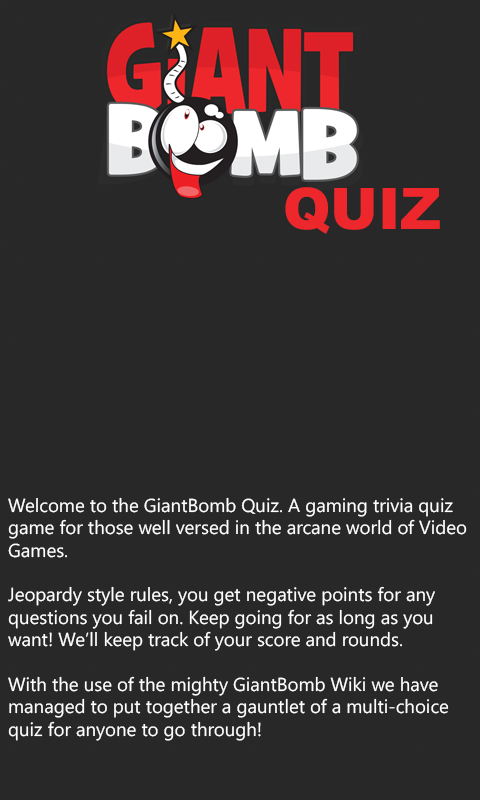 GIANT
BOMB
QUIZ
Welcome to the GiantBomb Quiz. A gaming trivia quiz
game for those well versed in the arcane world of Video
Games.
Jeopardy style rules, you get negative points for any
questions you fail on. Keep going for as long as you
want! We'll keep track of your score and rounds.
With the use of the mighty GiantBomb Wiki we have
managed to put together a gauntlet of a multi-choice
quiz for anyone to go through!